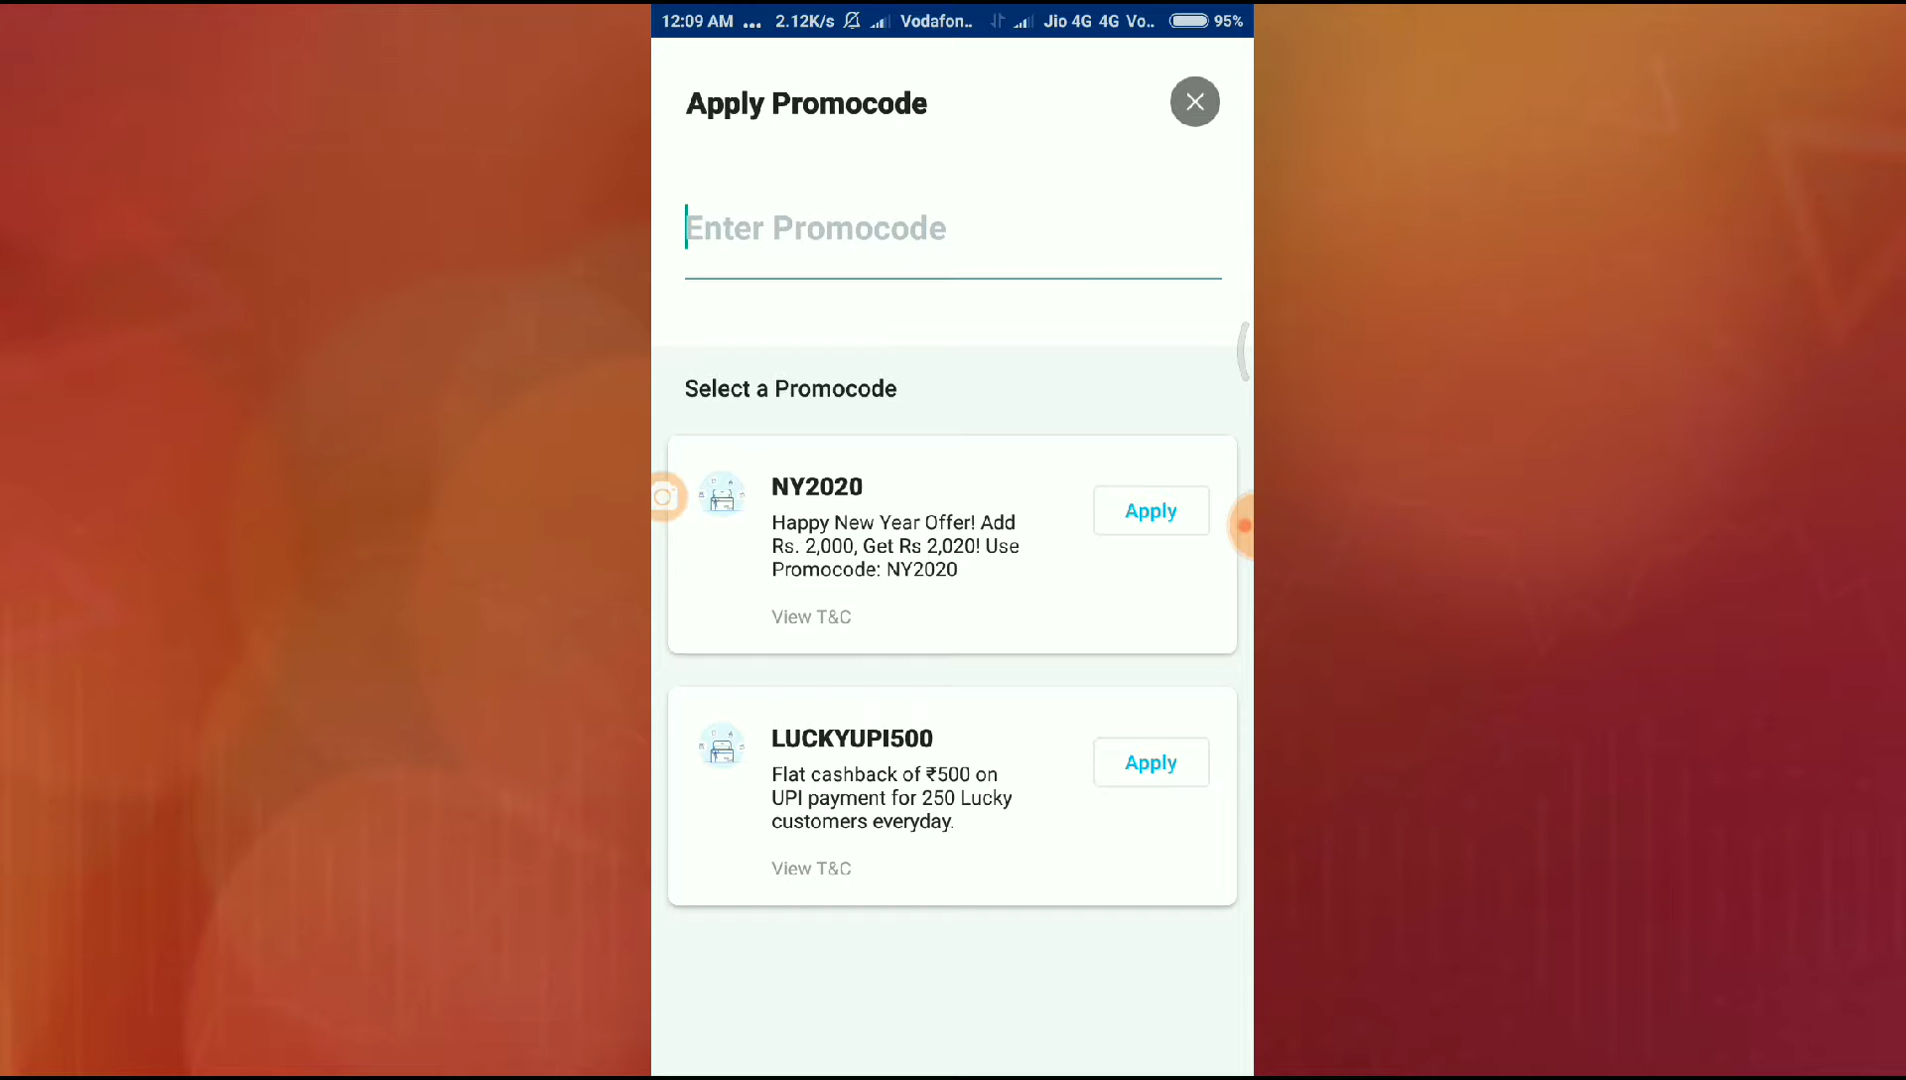 12:09 AM ... 2.12K/s Vodafon.. Jio 4G 4G Vo.. 95%
Apply Promocode
Enter Promocode
Select a Promocode
NY2020
Happy New Year Offer! Add
Rs. 2,000, Get Rs 2,020! Use
Promocode: NY2020
Apply
View T&C
LUCKYUPI500
Flat cashback of ₹500 on
UPI payment for 250 Lucky
customers everyday.
Apply
View T&C